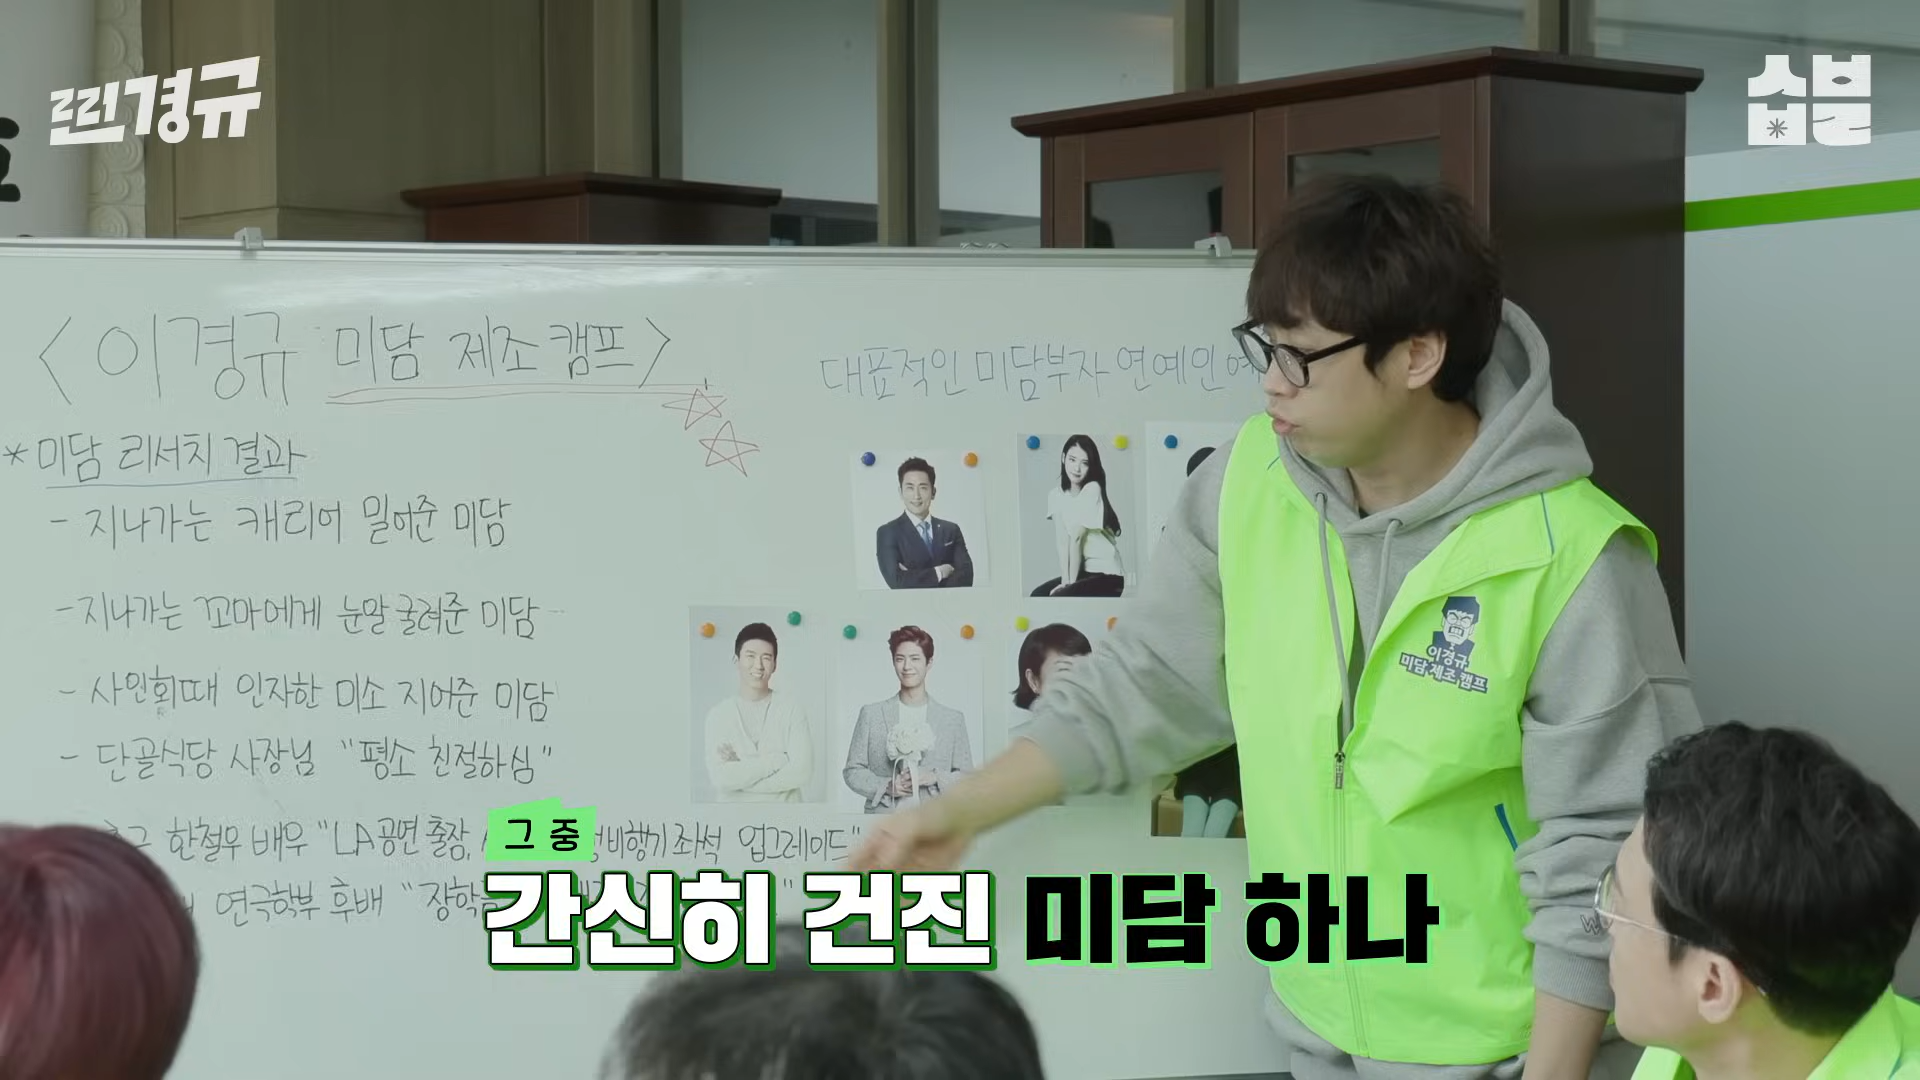 뤼경규
숍불
<이경규 미담 제조 캠프>
대표적인 미담부자 연예인
*미담 리서치 결과
- 지나가는 캐리어 밀어준 미담
- 지나가는 꼬마에게 눈알 굴려준 미담
- 사인회때 인자한 미소 지어준 미담
- 단골식당 사장님 "평소 친절하심"
한철우 배우 "LA공연 출장, 비행기 좌석 업그레이드"
연극학부 후배 "장학금
이경규
미담 제조 캠프
그 중
간신히 건진 미담 하나